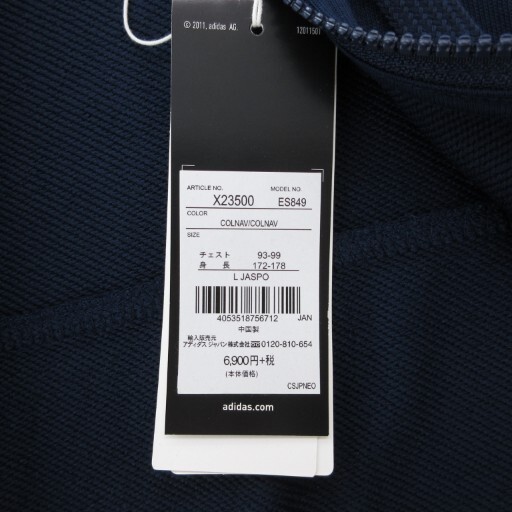 © 2011, adidas AG.
12011501
ARTICLE NO. MODEL NO
X23500 ES849
COLOR
COLNAV/COLNAV
SIZE
チェスト 93-99
身 長 172-178
L JASPO
4053518756712 JAN
中国製
輸入販売元
アディダス ジャパン株式会社 0120-810-654
6,900円+税
(本体価格)
CSJPNEO
adidas.com